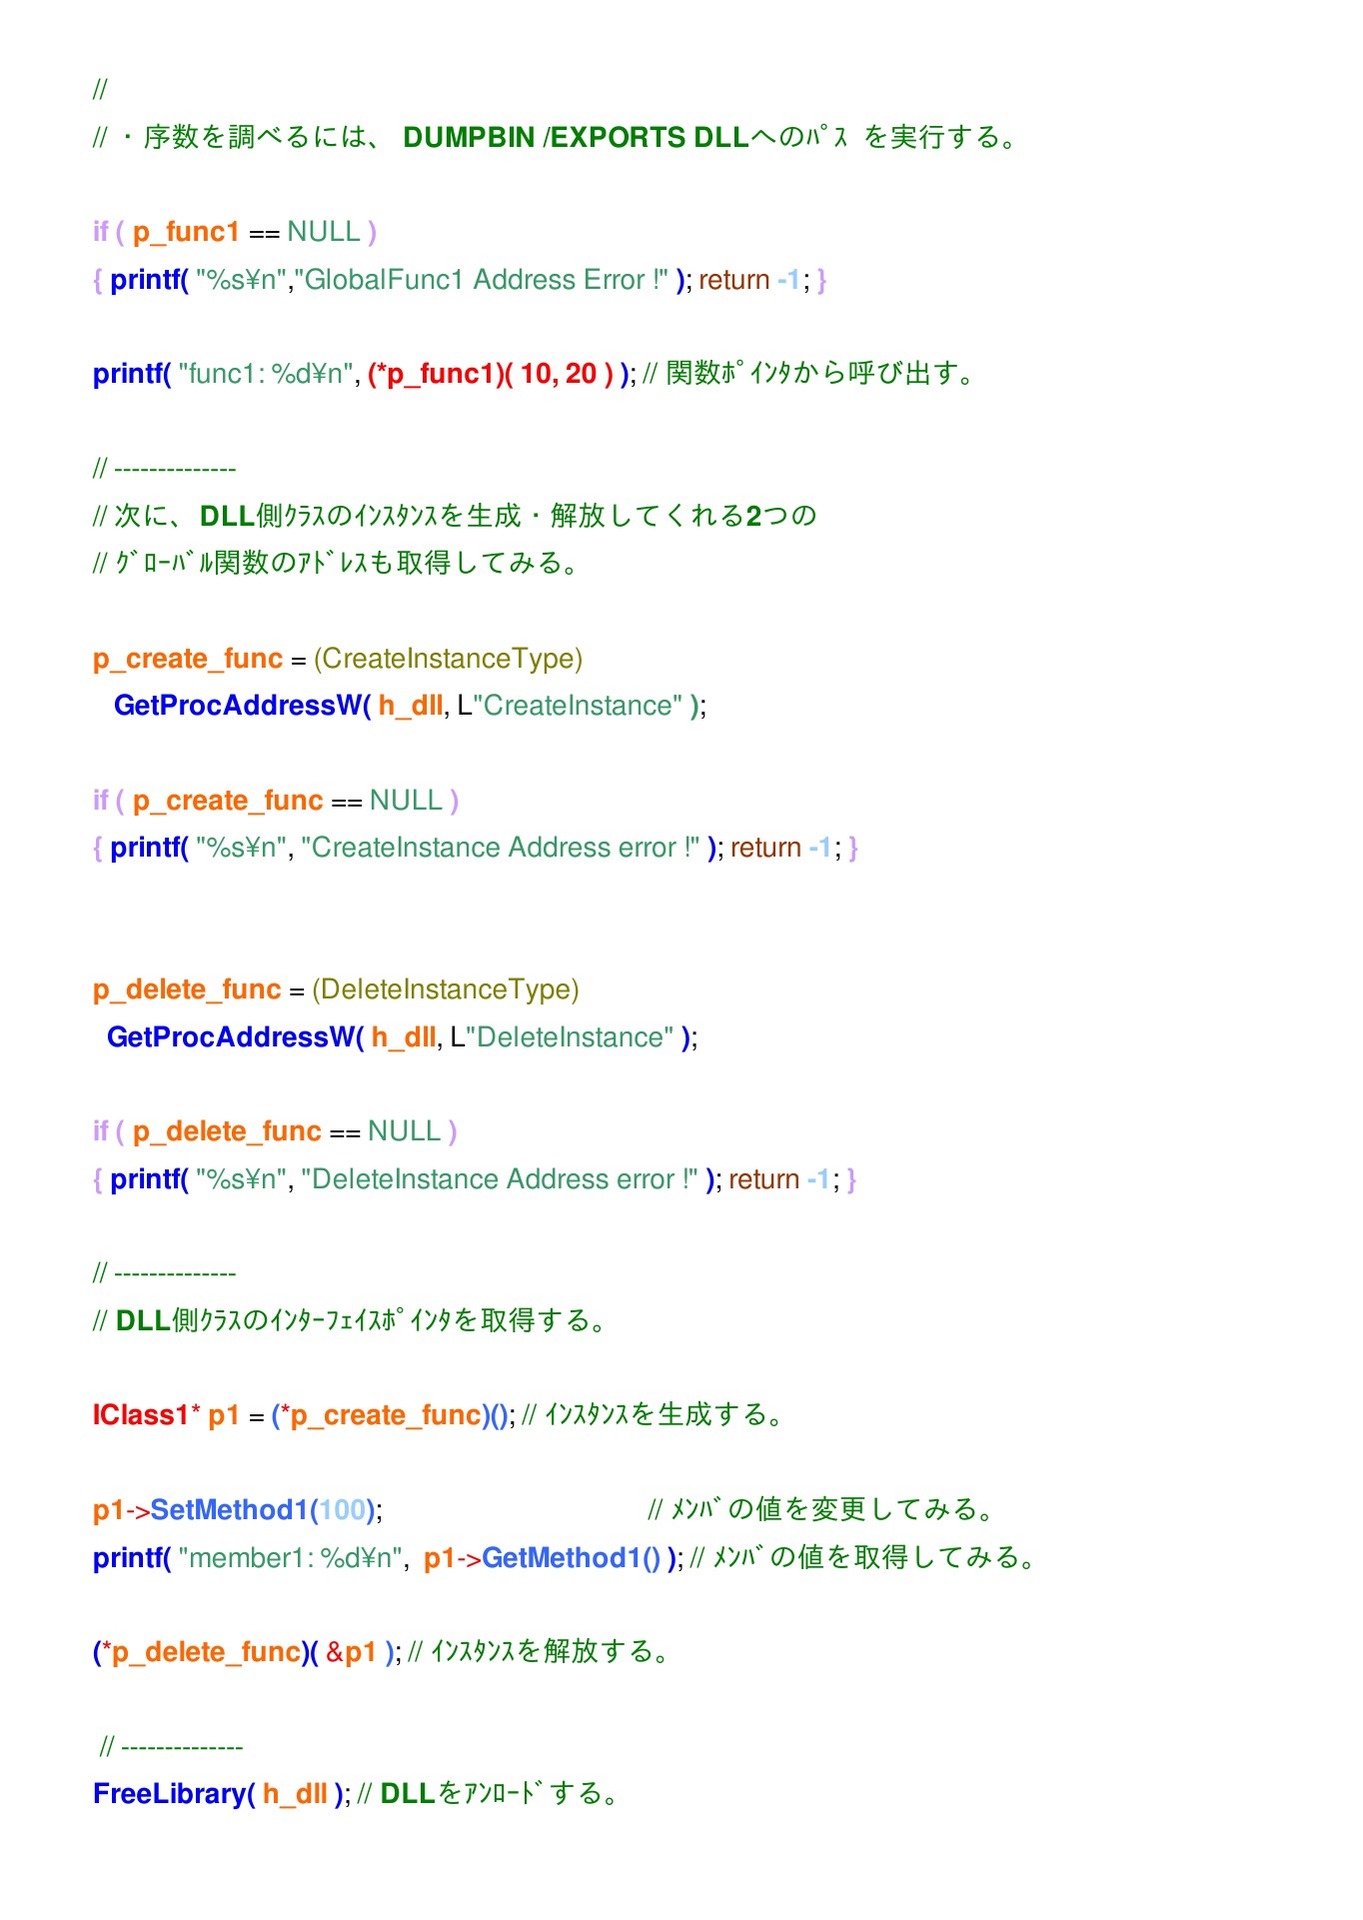 //
// ・序数を調べるには、 DUMPBIN /EXPORTS DLLへのﾊﾟｽ を実行する。
if ( p_func1 == NULL )
{ printf( "%s¥n","GlobalFunc1 Address Error !" ); return -1; }
printf( "func1: %d¥n", (*p_func1)( 10, 20 ) ); // 関数ﾎﾟｲﾝﾀから呼び出す。
// --------------
// 次に、DLL側ｸﾗｽのｲﾝｽﾀﾝｽを生成・解放してくれる2つの
// ｸﾞﾛｰﾊﾞﾙ関数のｱﾄﾞﾚｽも取得してみる。
p_create_func = (CreateInstanceType)
GetProcAddressW( h_dll, L"CreateInstance" );
if ( p_create_func == NULL )
{ printf( "%s¥n", "CreateInstance Address error !" ); return -1; }
p_delete_func = (DeleteInstanceType)
GetProcAddressW( h_dll, L"DeleteInstance" );
if ( p_delete_func == NULL )
{ printf( "%s¥n", "DeleteInstance Address error !" ); return -1; }
// --------------
// DLL側ｸﾗｽのｲﾝﾀｰﾌｪｲｽﾎﾟｲﾝﾀを取得する。
IClass1* p1 = (*p_create_func)(); // ｲﾝｽﾀﾝｽを生成する。
p1->SetMethod1(100); // ﾒﾝﾊﾞの値を変更してみる。
printf( "member1: %d¥n", p1->GetMethod1() ); // ﾒﾝﾊﾞの値を取得してみる。
(*p_delete_func)( &p1 ); // ｲﾝｽﾀﾝｽを解放する。
// --------------
FreeLibrary( h_dll ); // DLLをｱﾝﾛｰﾄﾞする。